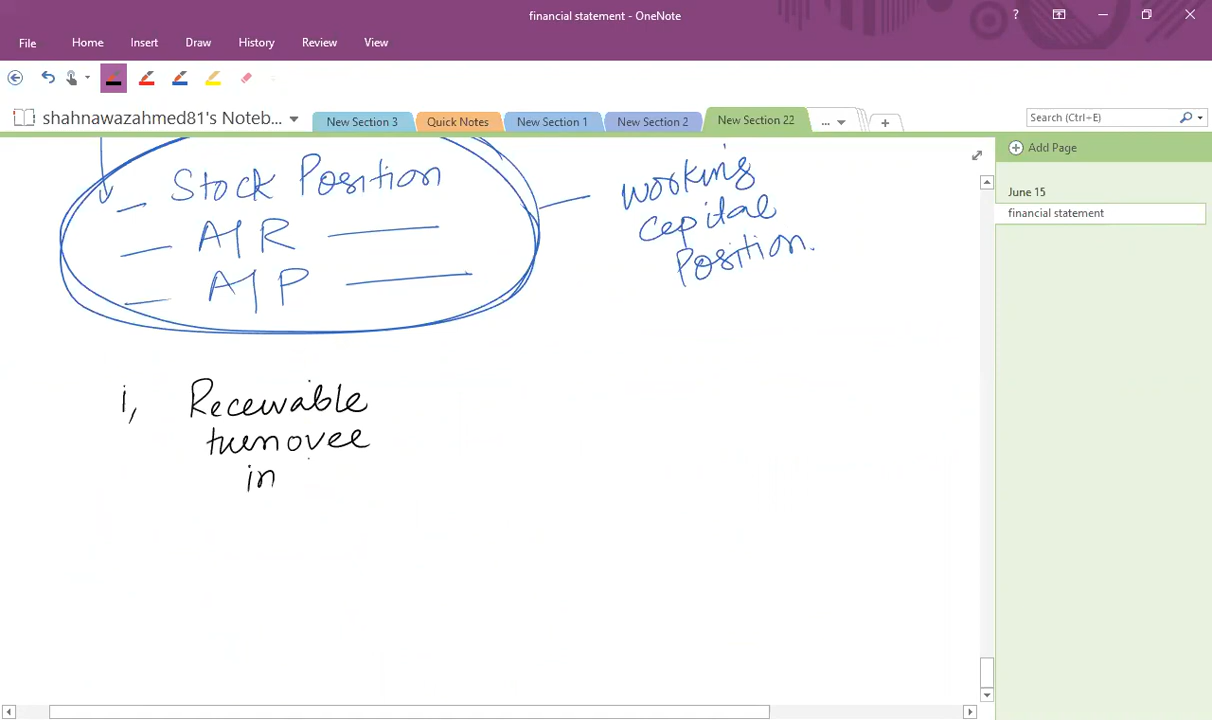 financial statement - OneNote
?
File Home Insert Draw History Review View
shahnawazahmed81's Noteb...
New Section 3
Quick Notes
New Section 1
New Section 2
New Section 22
...
+
Search (Ctrl+E)
Add Page
June 15
financial statement
- Stock Position
- A/R
- A/P
working
capital
Position.
i, Receivable
turnover
in